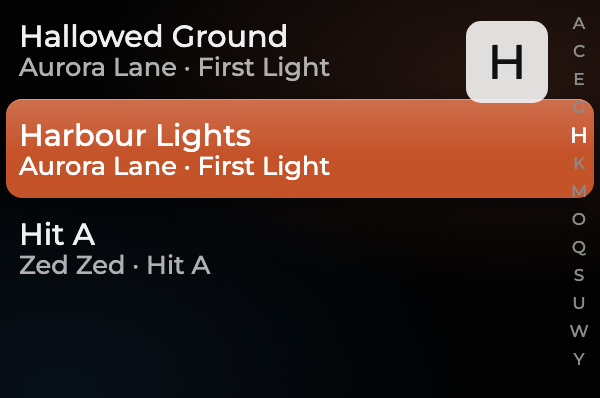 Hallowed Ground
Aurora Lane · First Light
H
Harbour Lights
Aurora Lane · First Light
Hit A
Zed Zed · Hit A
A
C
E
G
H
K
M
O
Q
S
U
W
Y